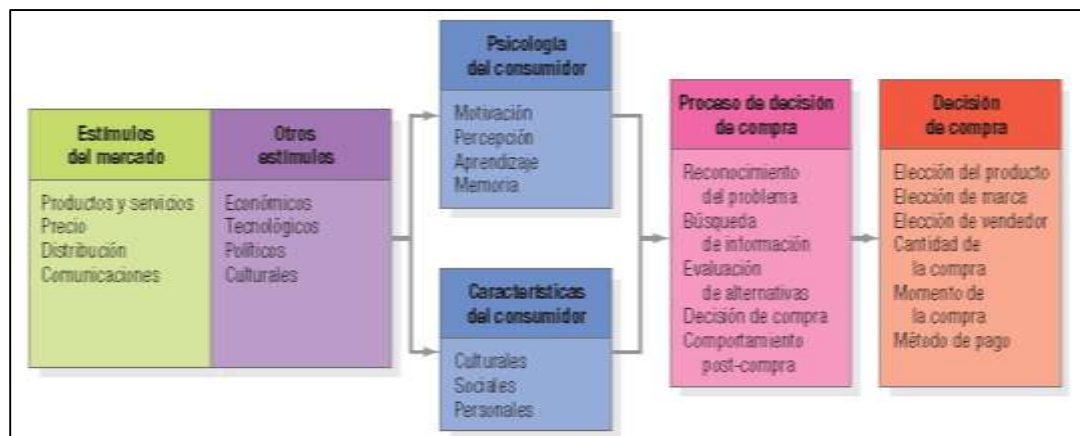 Estímulos
del mercado
Productos y servicios
Precio
Distribución
Comunicaciones
Otros
estímulos
Económicos
Tecnológicos
Políticos
Culturales
Psicología
del consumidor
Motivación
Percepción
Aprendizaje
Memoria
Características
del consumidor
Culturales
Sociales
Personales
Proceso de decisión
de compra
Reconocimiento
del problema
Búsqueda
de información
Evaluación
de alternativas
Decisión de compra
Comportamiento
post-compra
Decisión
de compra
Elección del producto
Elección de marca
Elección de vendedor
Cantidad de
la compra
Momento de
la compra
Método de pago